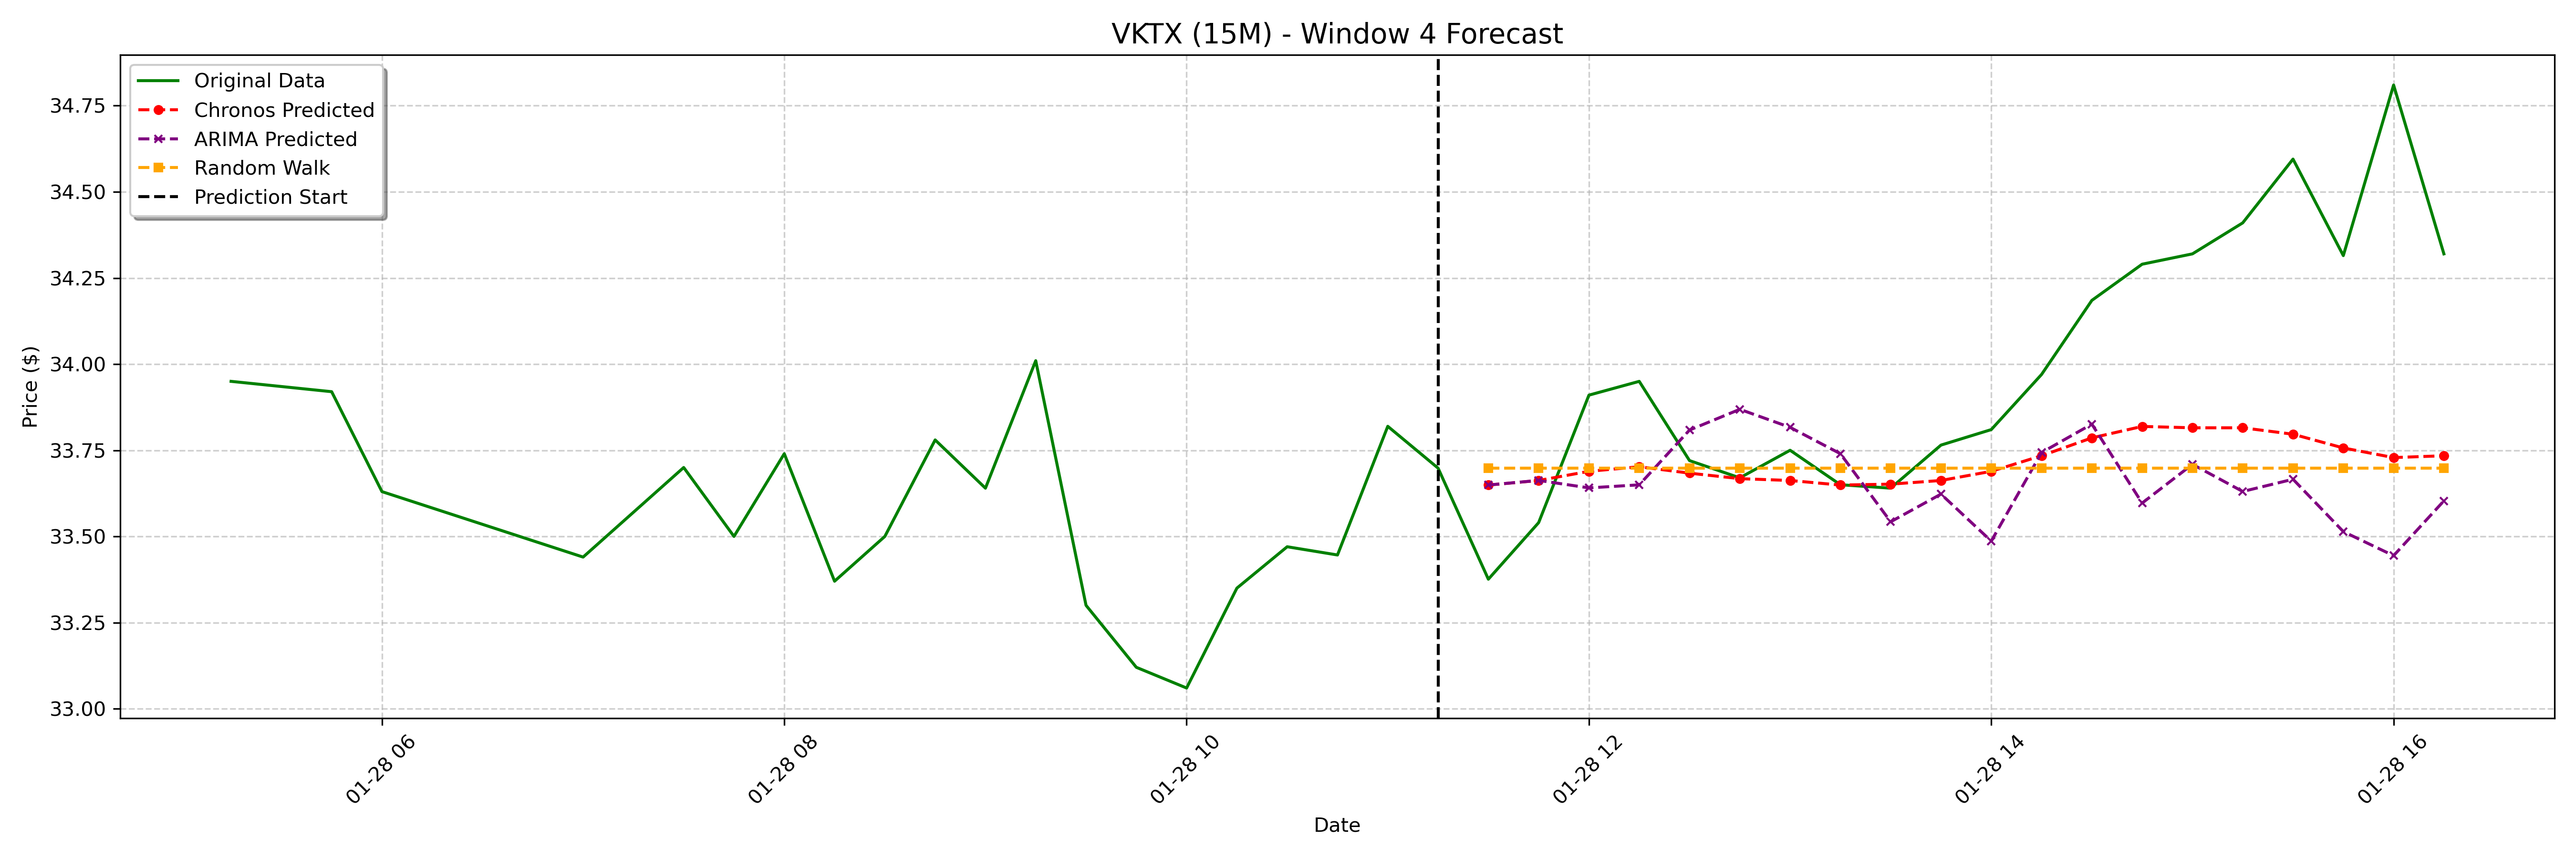 VKTX (15M) - Window 4 Forecast
Original Data
Chronos Predicted
ARIMA Predicted
Random Walk
Prediction Start
Price ($)
34.75
34.50
34.25
34.00
33.75
33.50
33.25
33.00
01-28 06
01-28 08
01-28 10
01-28 12
01-28 14
01-28 16
Date